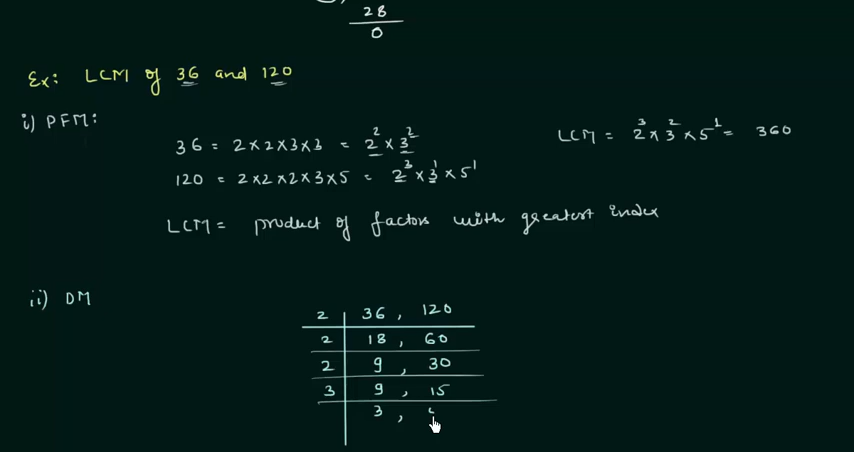 28
0
Ex: LCM of 36 and 120
i) PFM:
36 = 2×2×3×3 = 2² × 3²
120 = 2×2×2×3×5 = 2³ × 3¹ × 5¹
LCM = 2³ × 3² × 5¹ = 360
LCM = product of factors with greatest index
ii) DM
2 | 36 , 120
2 | 18 , 60
2 | 9 , 30
3 | 9 , 15
3 ,